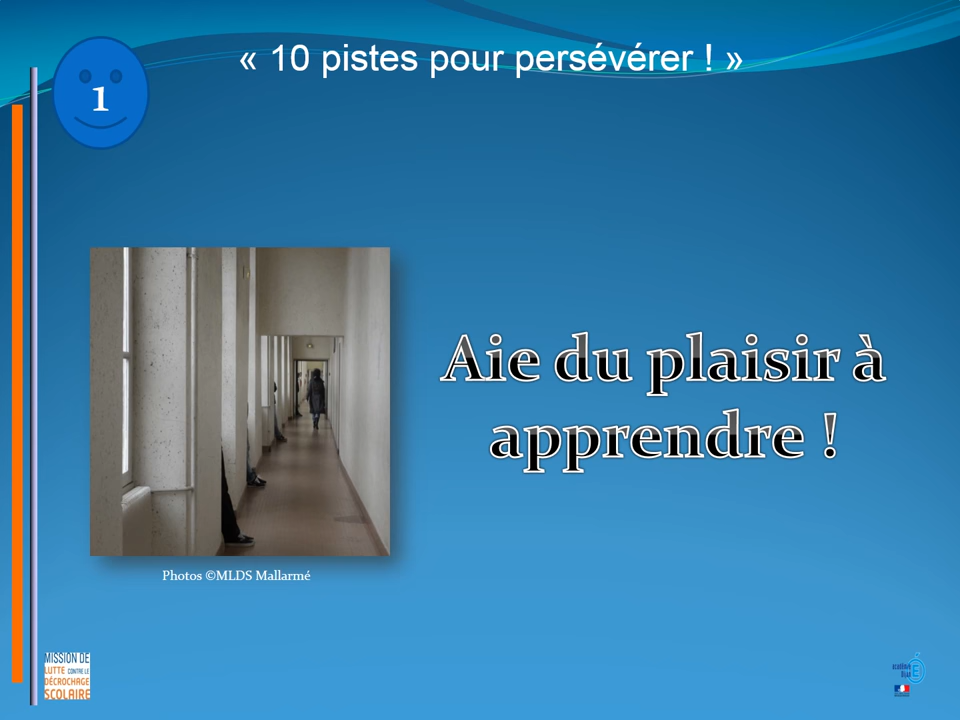 « 10 pistes pour persévérer ! »
1
Aie du plaisir à
apprendre !
Photos ©MLDS Mallarmé
MISSION DE
LUTTE CONTRE LE
DÉCROCHAGE
SCOLAIRE